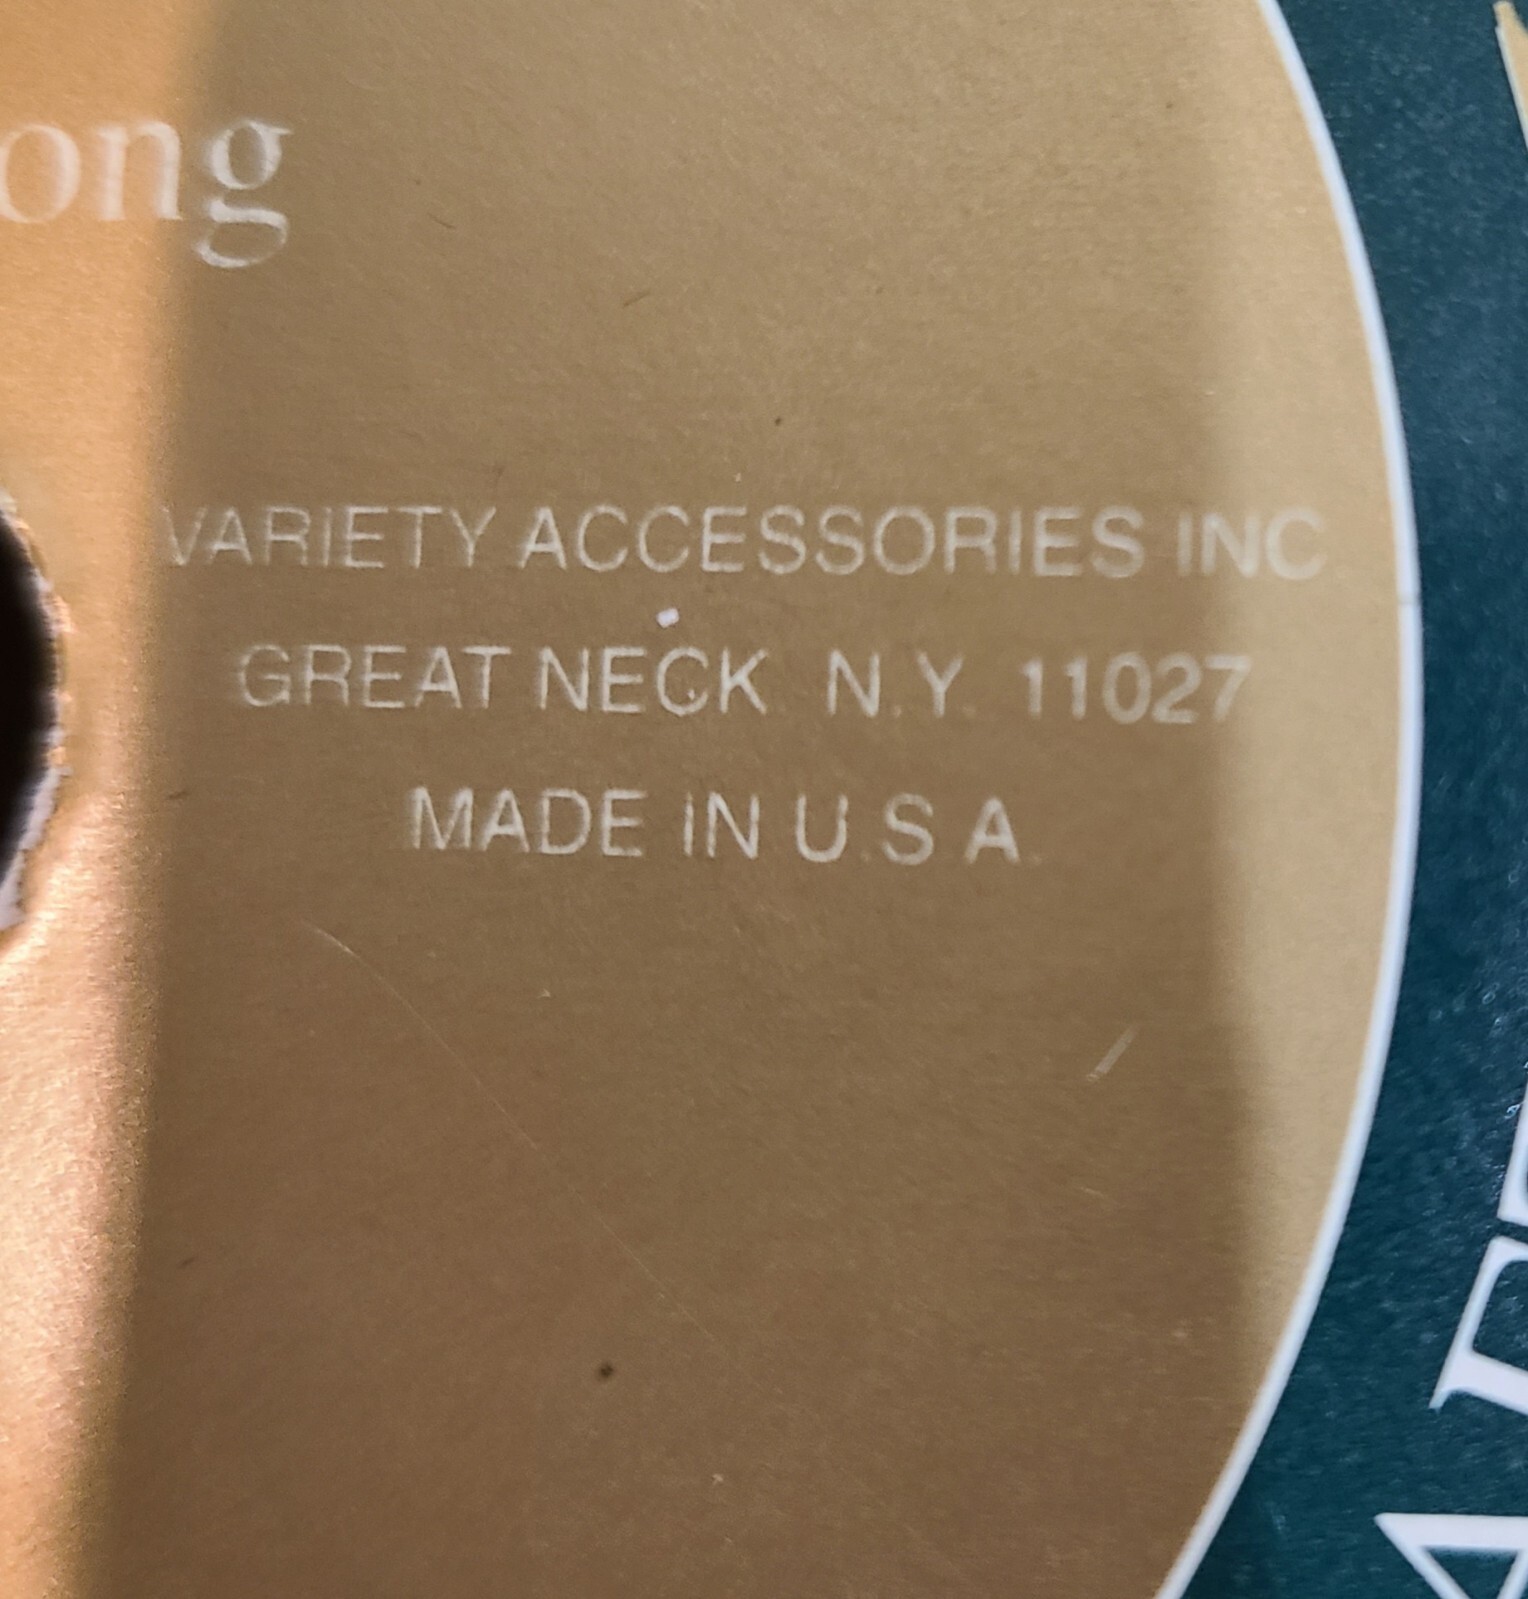 ong
VARIETY ACCESSORIES INC
GREAT NECK N.Y. 11027
MADE IN U.S A.